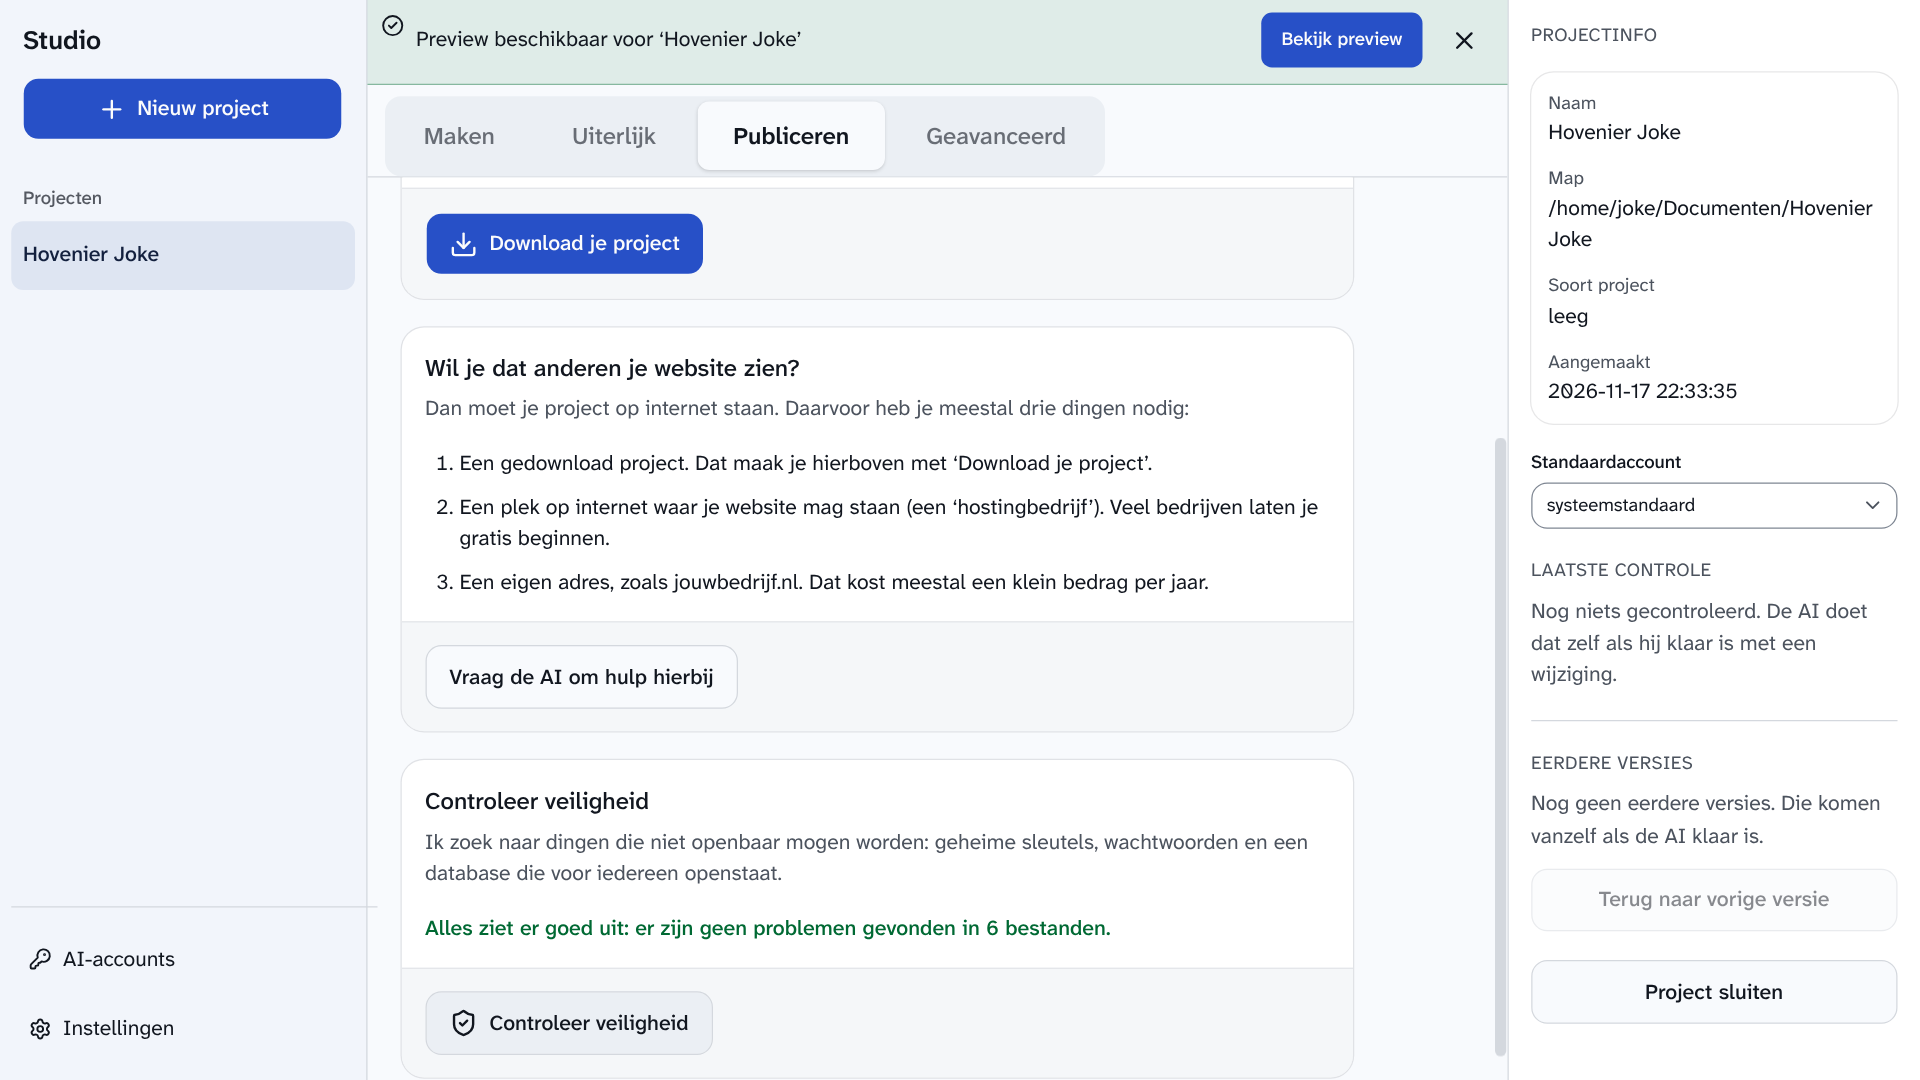 Studio
Nieuw project
Projecten
Hovenier Joke
AI-accounts
Instellingen
Preview beschikbaar voor ‘Hovenier Joke’
Bekijk preview
Maken
Uiterlijk
Publiceren
Geavanceerd
Download je project
Wil je dat anderen je website zien?
Dan moet je project op internet staan. Daarvoor heb je meestal drie dingen nodig:
1. Een gedownload project. Dat maak je hierboven met ‘Download je project’.
2. Een plek op internet waar je website mag staan (een ‘hostingbedrijf’). Veel bedrijven laten je
gratis beginnen.
3. Een eigen adres, zoals jouwbedrijf.nl. Dat kost meestal een klein bedrag per jaar.
Vraag de AI om hulp hierbij
Controleer veiligheid
Ik zoek naar dingen die niet openbaar mogen worden: geheime sleutels, wachtwoorden en een
database die voor iedereen openstaat.
Alles ziet er goed uit: er zijn geen problemen gevonden in 6 bestanden.
Controleer veiligheid
PROJECTINFO
Naam
Hovenier Joke
Map
/home/joke/Documenten/Hovenier
Joke
Soort project
leeg
Aangemaakt
2026-11-17 22:33:35
Standaardaccount
systeemstandaard
LAATSTE CONTROLE
Nog niets gecontroleerd. De AI doet
dat zelf als hij klaar is met een
wijziging.
EERDERE VERSIES
Nog geen eerdere versies. Die komen
vanzelf als de AI klaar is.
Terug naar vorige versie
Project sluiten